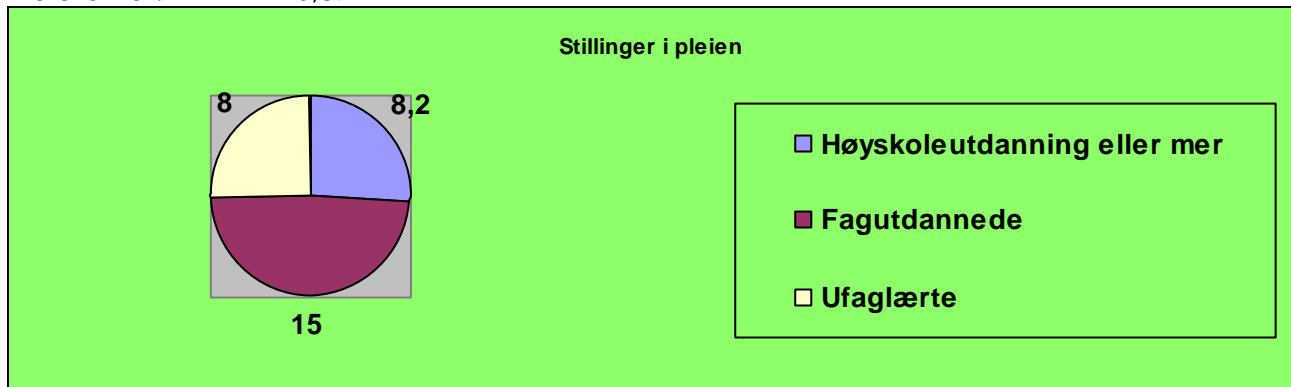 Stillinger i pleien
8
8,2
15
Høyskoleutdanning eller mer
Fagutdannede
Ufaglærte